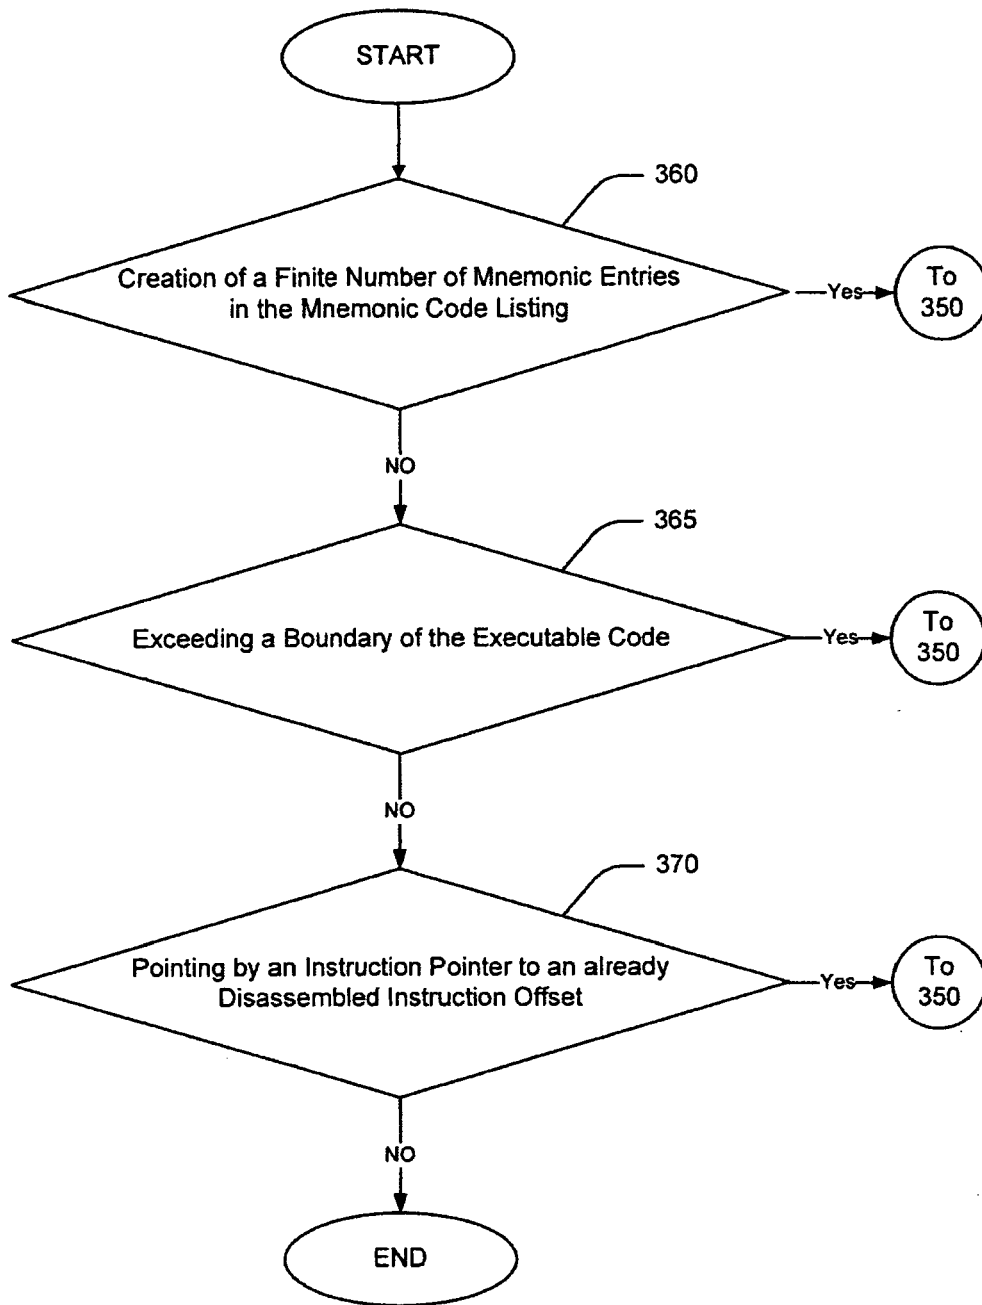 START
360
Creation of a Finite Number of Mnemonic Entries
in the Mnemonic Code Listing
Yes
To
350
NO
365
Exceeding a Boundary of the Executable Code
Yes
To
350
NO
370
Pointing by an Instruction Pointer to an already
Disassembled Instruction Offset
Yes
To
350
NO
END